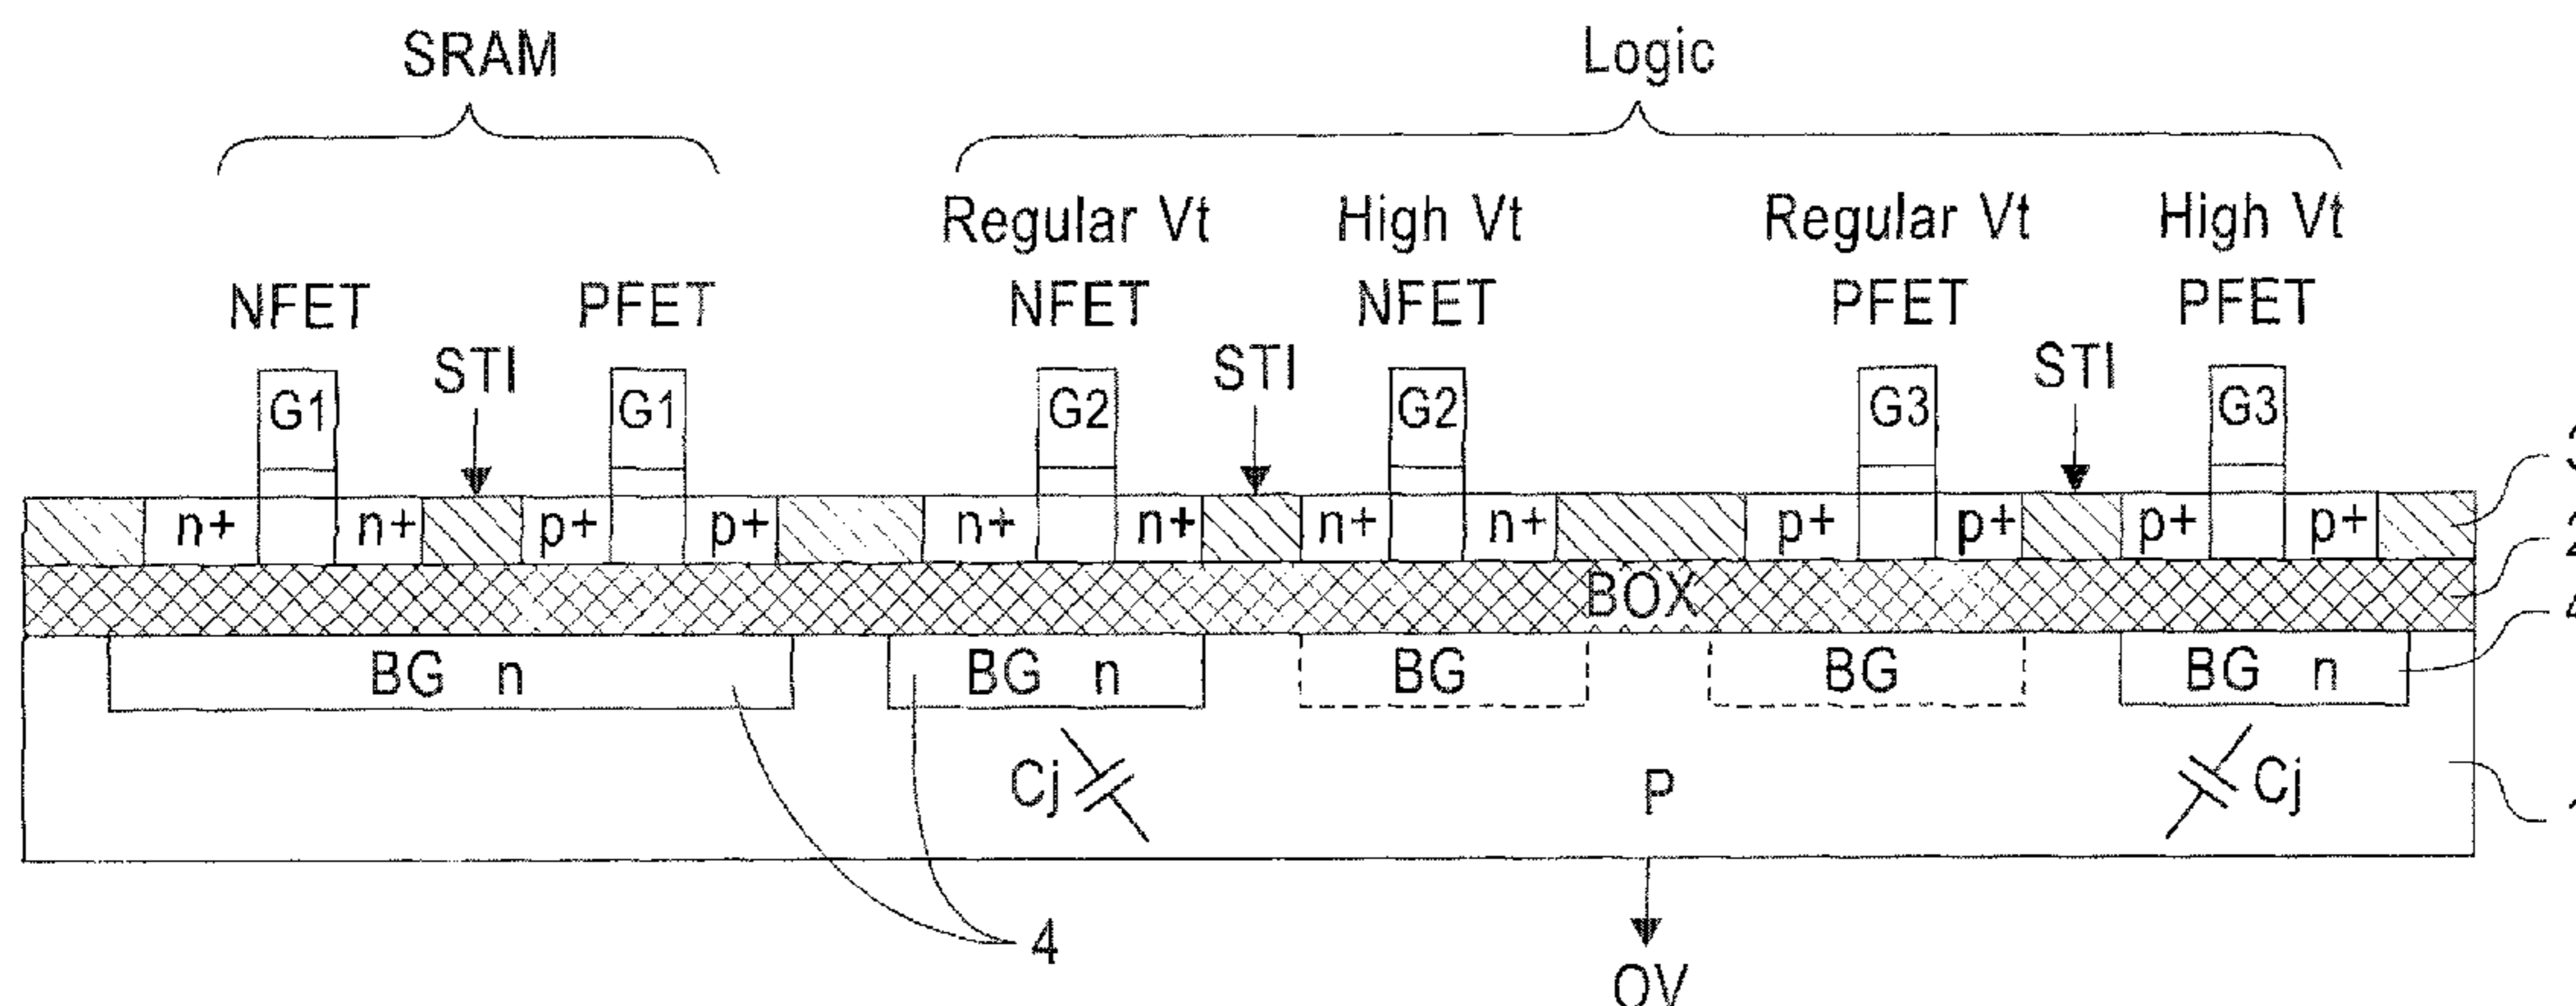 SRAM Logic
Regular Vt High Vt Regular Vt High Vt
NFET PFET NFET NFET PFET PFET
STI STI STI
G1 G1 G2 G2 G3 G3
n+ n+ p+ p+ n+ n+ n+ n+ p+ p+ p+ p+
BOX
BG n BG n BG BG BG n
Cj P Cj
4
OV